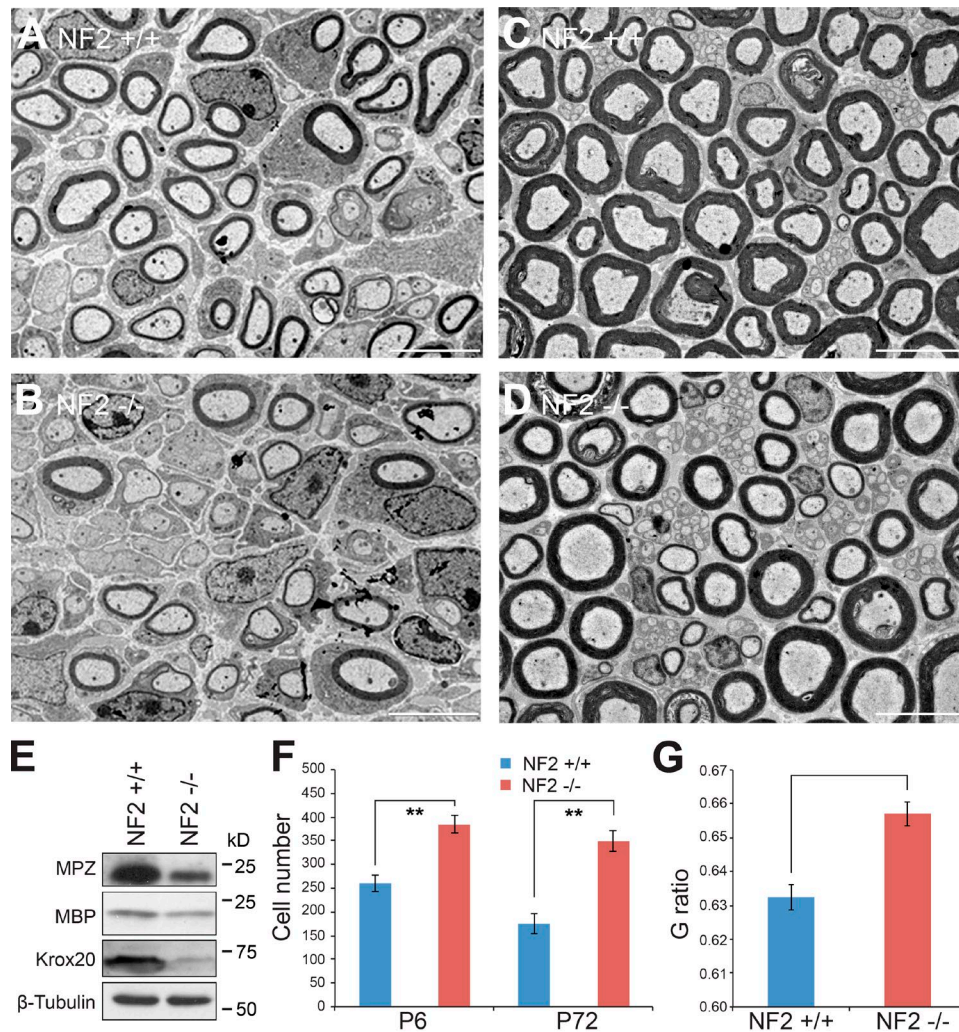 A NF2 +/+
C NF2 +/+
B NF2 -/-
D NF2 -/-
E
NF2 +/+
NF2 -/-
kD
MPZ
-25
MBP
-25
Krox20
-75
β-Tubulin
-50
F
NF2 +/+
NF2 -/-
Cell number
500
450
400
350
300
250
200
150
100
50
0
**
**
P6
P72
G
G ratio
0.67
0.66
0.65
0.64
0.63
0.62
0.61
0.60
NF2 +/+
NF2 -/-